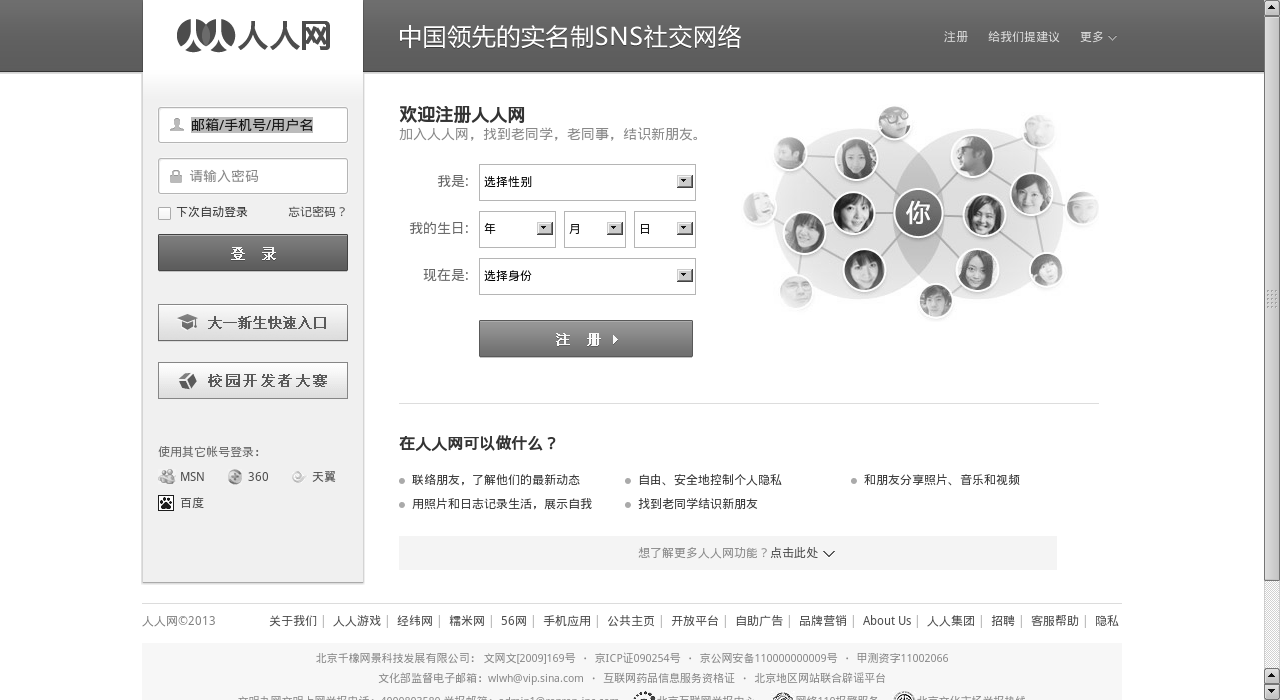 人人网
中国领先的实名制SNS社交网络
注册 给我们提建议 更多
邮箱/手机号/用户名
请输入密码
下次自动登录 忘记密码？
登 录
大一新生快速入口
校园开发者大赛
使用其它帐号登录：
MSN 360 天翼
百度
欢迎注册人人网
加入人人网，找到老同学，老同事，结识新朋友。
我是: 选择性别
我的生日: 年 月 日
现在是: 选择身份
注 册
你
在人人网可以做什么？
联络朋友，了解他们的最新动态 自由、安全地控制个人隐私 和朋友分享照片、音乐和视频
用照片和日志记录生活，展示自我 找到老同学结识新朋友
想了解更多人人网功能？点击此处
人人网©2013 关于我们 | 人人游戏 | 经纬网 | 糯米网 | 56网 | 手机应用 | 公共主页 | 开放平台 | 自助广告 | 品牌营销 | About Us | 人人集团 | 招聘 | 客服帮助 | 隐私
北京千橡网景科技发展有限公司: 文网文[2009]169号 · 京ICP证090254号 · 京公网安备110000000009号 · 甲测资字11002066
文化部监督电子邮箱: wlwh@vip.sina.com · 互联网药品信息服务资格证 · 北京地区网站联合辟谣平台